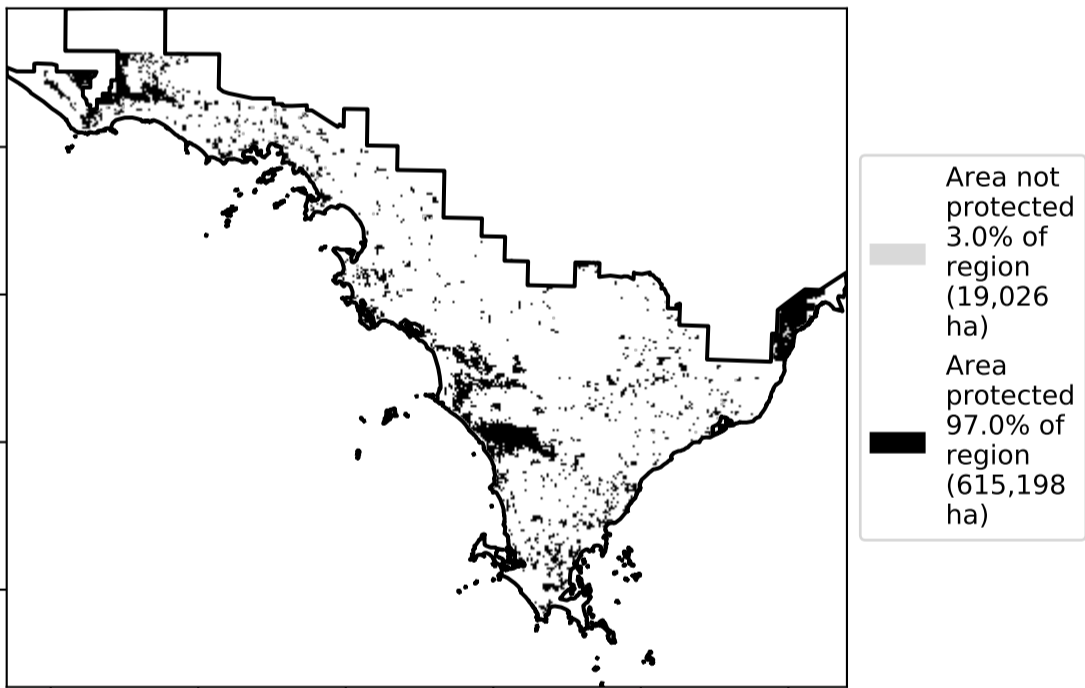 Area not
protected
3.0% of
region
(19,026
ha)
Area
protected
97.0% of
region
(615,198
ha)